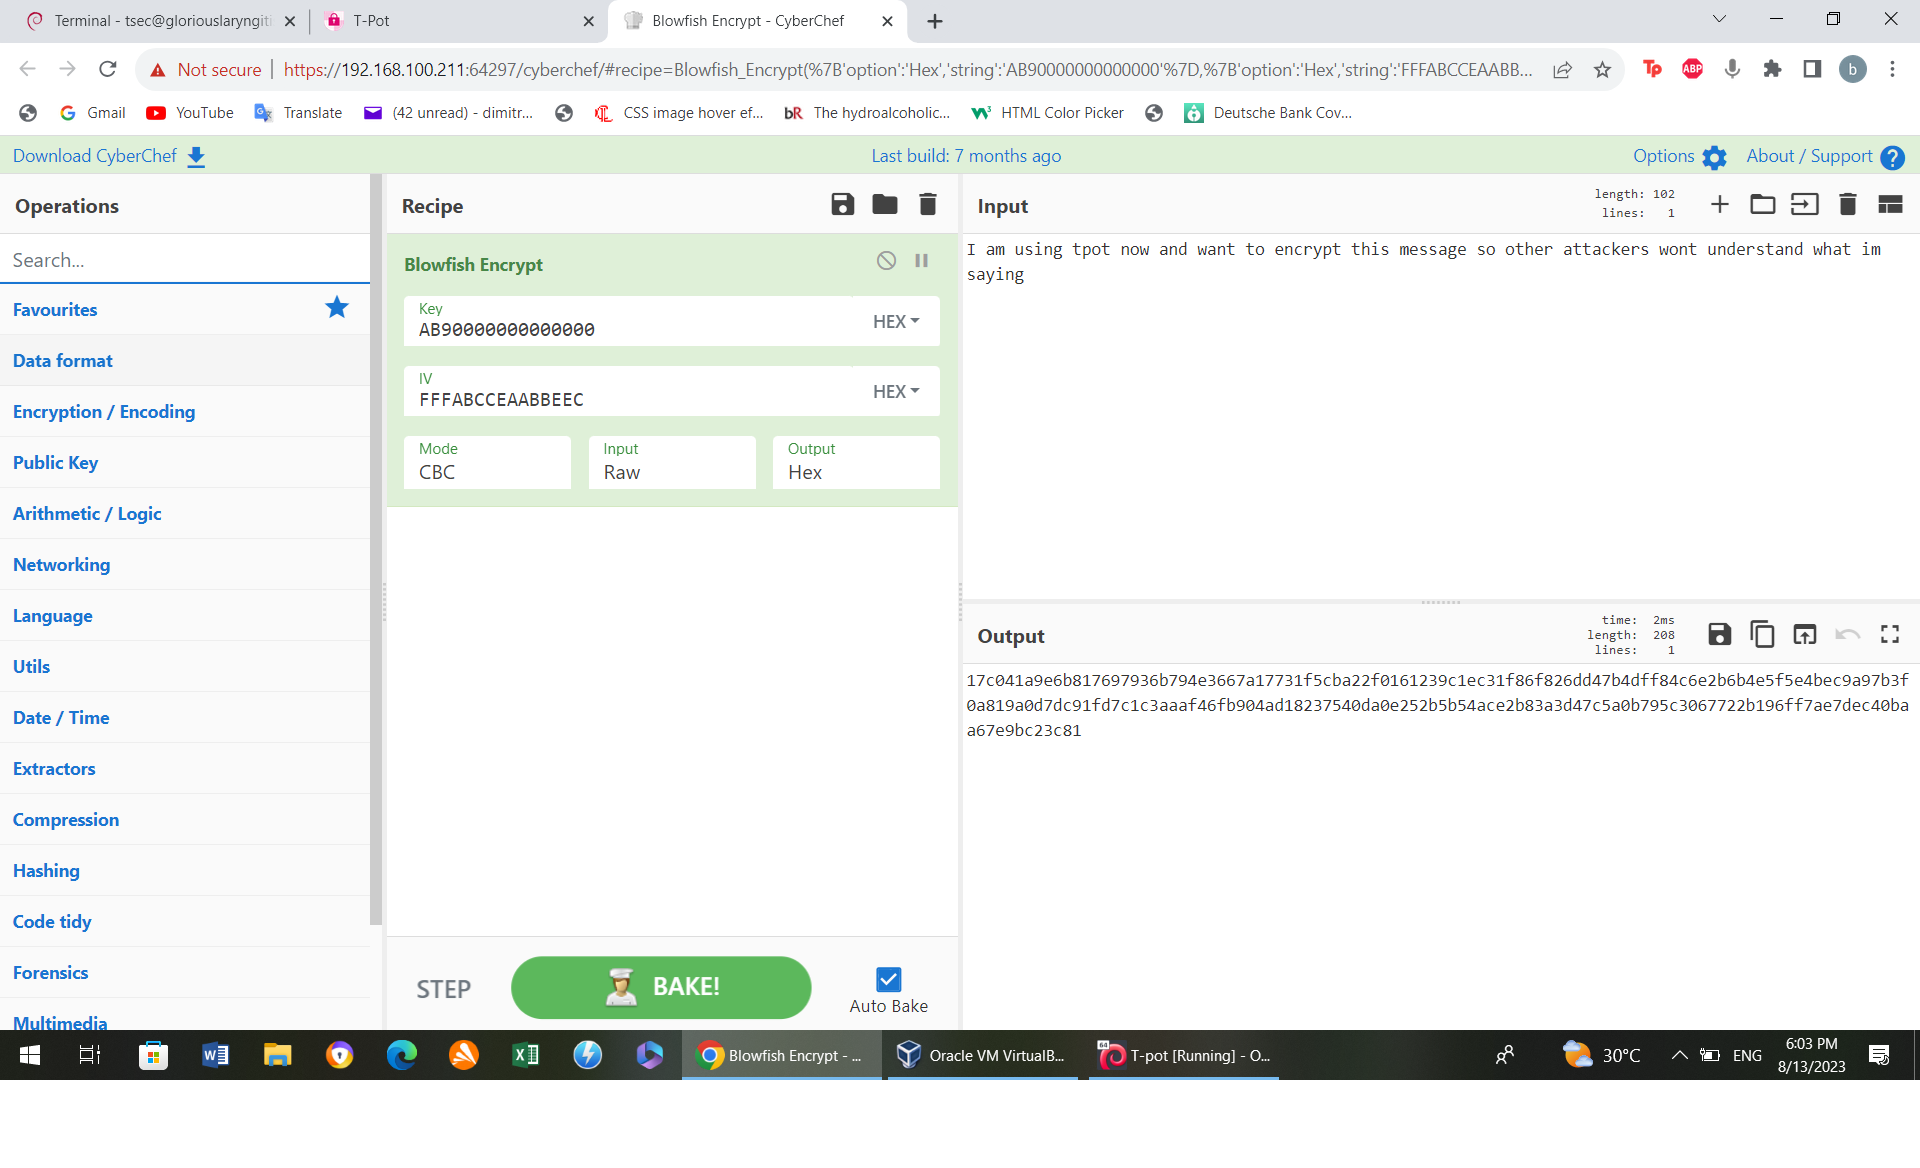 Terminal - tsec@gloriouslaryngiti
T-Pot
Blowfish Encrypt - CyberChef
Not secure
https://192.168.100.211:64297/cyberchef/#recipe=Blowfish_Encrypt(%7B'option':'Hex','string':'AB90000000000000'%7D,%7B'option':'Hex','string':'FFFABCCEAABB...
Tp
ABP
b
Gmail
YouTube
Translate
(42 unread) - dimitr...
CSS image hover ef...
bR The hydroalcoholic...
HTML Color Picker
Deutsche Bank Cov...
Download CyberChef
Last build: 7 months ago
Options
About / Support
Operations
Search...
Favourites
Data format
Encryption / Encoding
Public Key
Arithmetic / Logic
Networking
Language
Utils
Date / Time
Extractors
Compression
Hashing
Code tidy
Forensics
Multimedia
Recipe
Blowfish Encrypt
Key
AB90000000000000
HEX
IV
FFFABCCEAABBEEC
HEX
Mode
CBC
Input
Raw
Output
Hex
STEP
BAKE!
Auto Bake
Input
length: 102
lines: 1
I am using tpot now and want to encrypt this message so other attackers wont understand what im
saying
Output
time: 2ms
length: 208
lines: 1
17c041a9e6b817697936b794e3667a17731f5cba22f0161239c1ec31f86f826dd47b4dff84c6e2b6b4e5f5e4bec9a97b3f
0a819a0d7dc91fd7c1c3aaaf46fb904ad18237540da0e252b5b54ace2b83a3d47c5a0b795c3067722b196ff7ae7dec40ba
a67e9bc23c81
Blowfish Encrypt - ...
Oracle VM VirtualB...
64
T-pot [Running] - O...
30°C
ENG
6:03 PM
8/13/2023